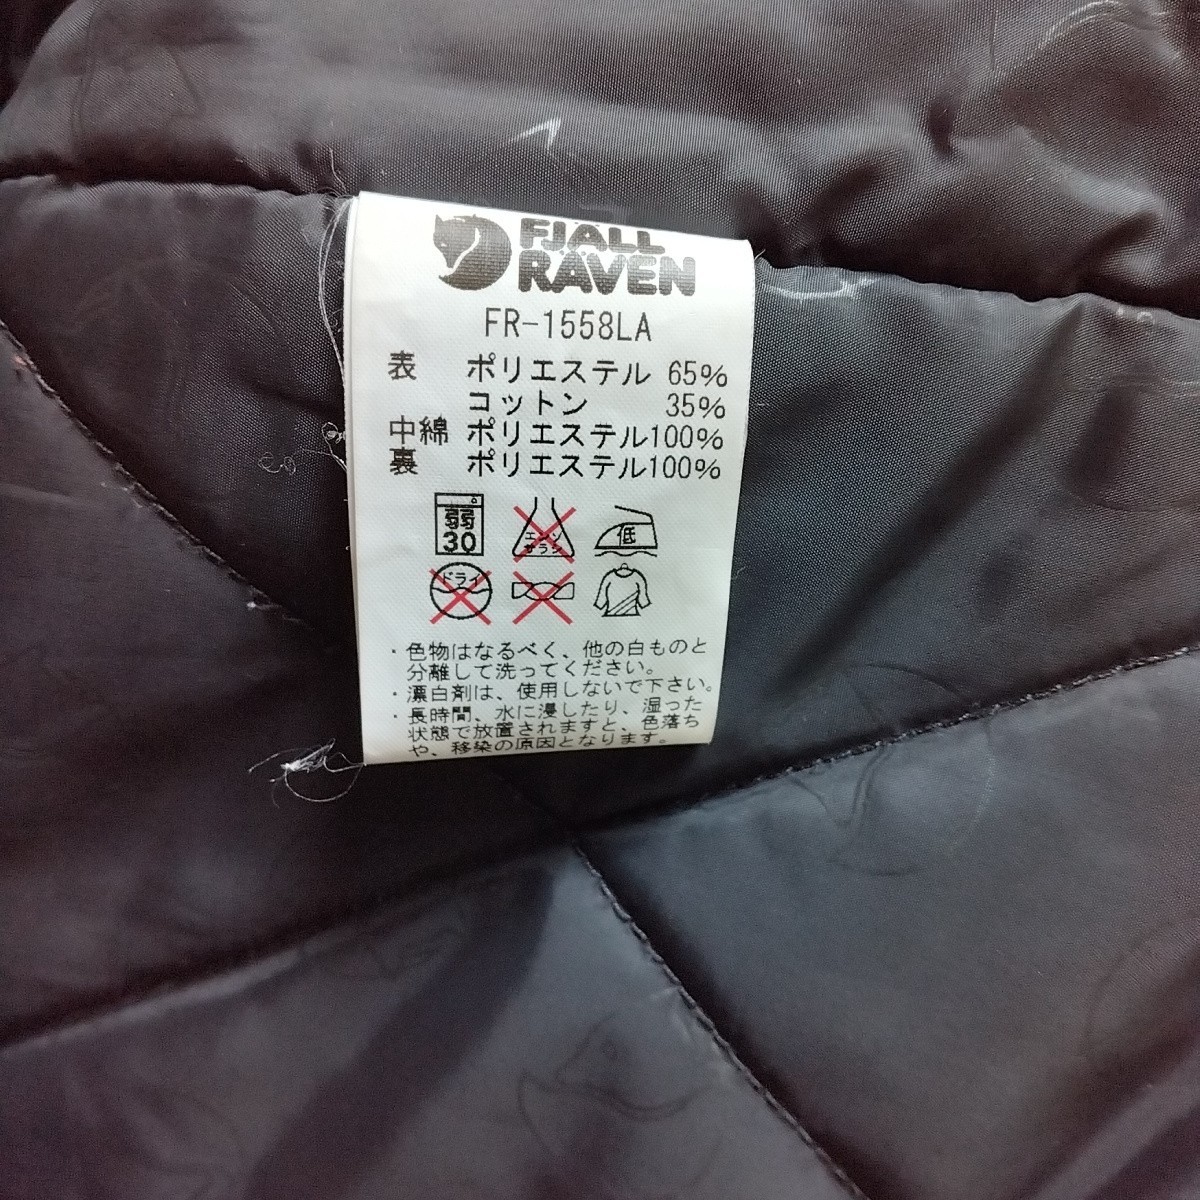 FJALL
RAVEN
FR-1558LA
表 ポリエステル 65%
コットン 35%
中綿 ポリエステル100%
裏 ポリエステル100%
弱
30
エンソ
サラシ
低
ドライ
・色物はなるべく、他の白ものと
分離して洗ってください。
・漂白剤は、使用しないで下さい。
・長時間、水に浸したり、湿った
状態で放置されますと、色落ち
や、移染の原因となります。